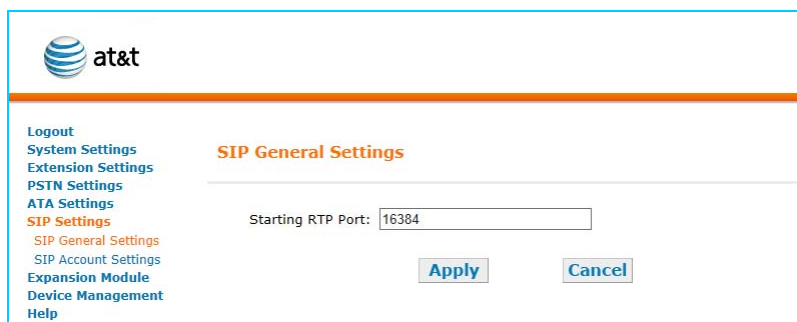 at&t
Logout
System Settings
Extension Settings
PSTN Settings
ATA Settings
SIP Settings
SIP General Settings
SIP Account Settings
Expansion Module
Device Management
Help
SIP General Settings
Starting RTP Port: 16384
Apply Cancel